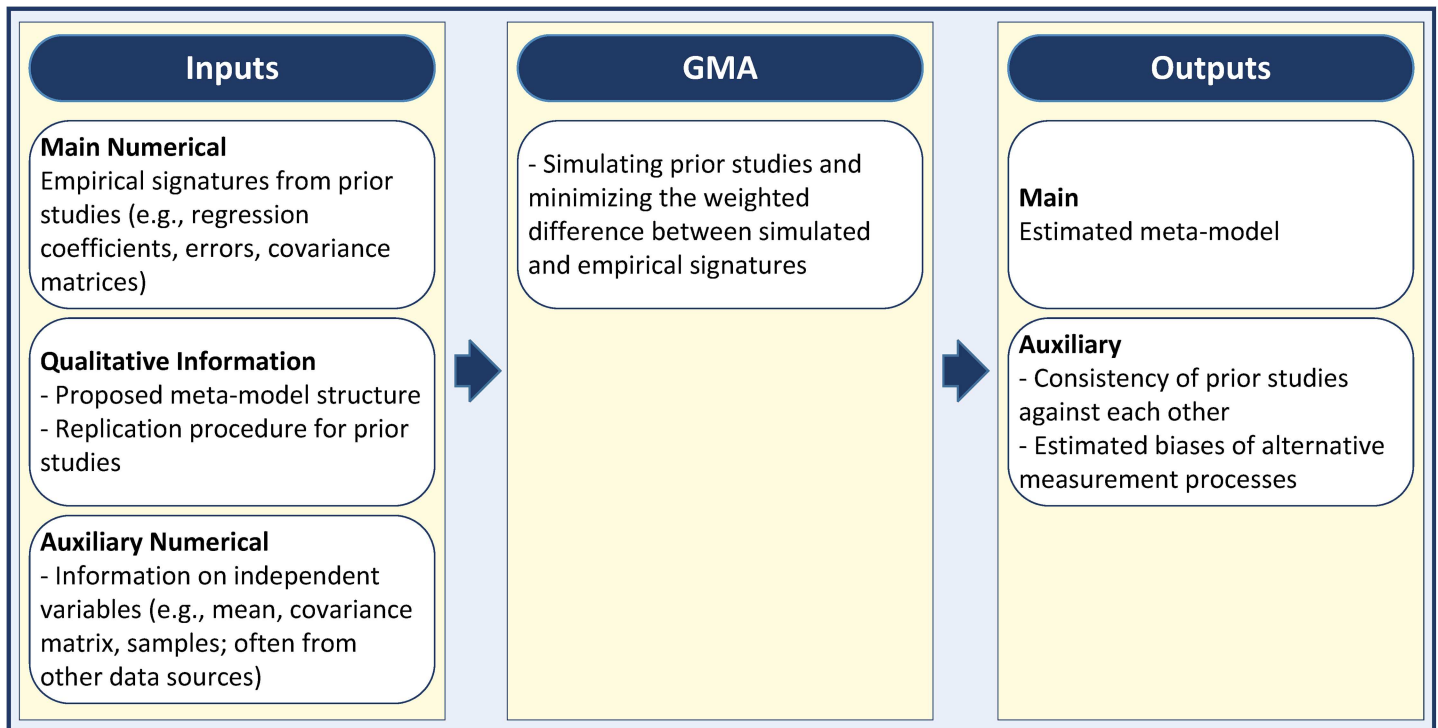 Inputs
Main Numerical
Empirical signatures from prior
studies (e.g., regression
coefficients, errors, covariance
matrices)
Qualitative Information
- Proposed meta-model structure
- Replication procedure for prior
studies
Auxiliary Numerical
- Information on independent
variables (e.g., mean, covariance
matrix, samples; often from
other data sources)
GMA
- Simulating prior studies and
minimizing the weighted
difference between simulated
and empirical signatures
Outputs
Main
Estimated meta-model
Auxiliary
- Consistency of prior studies
against each other
- Estimated biases of alternative
measurement processes